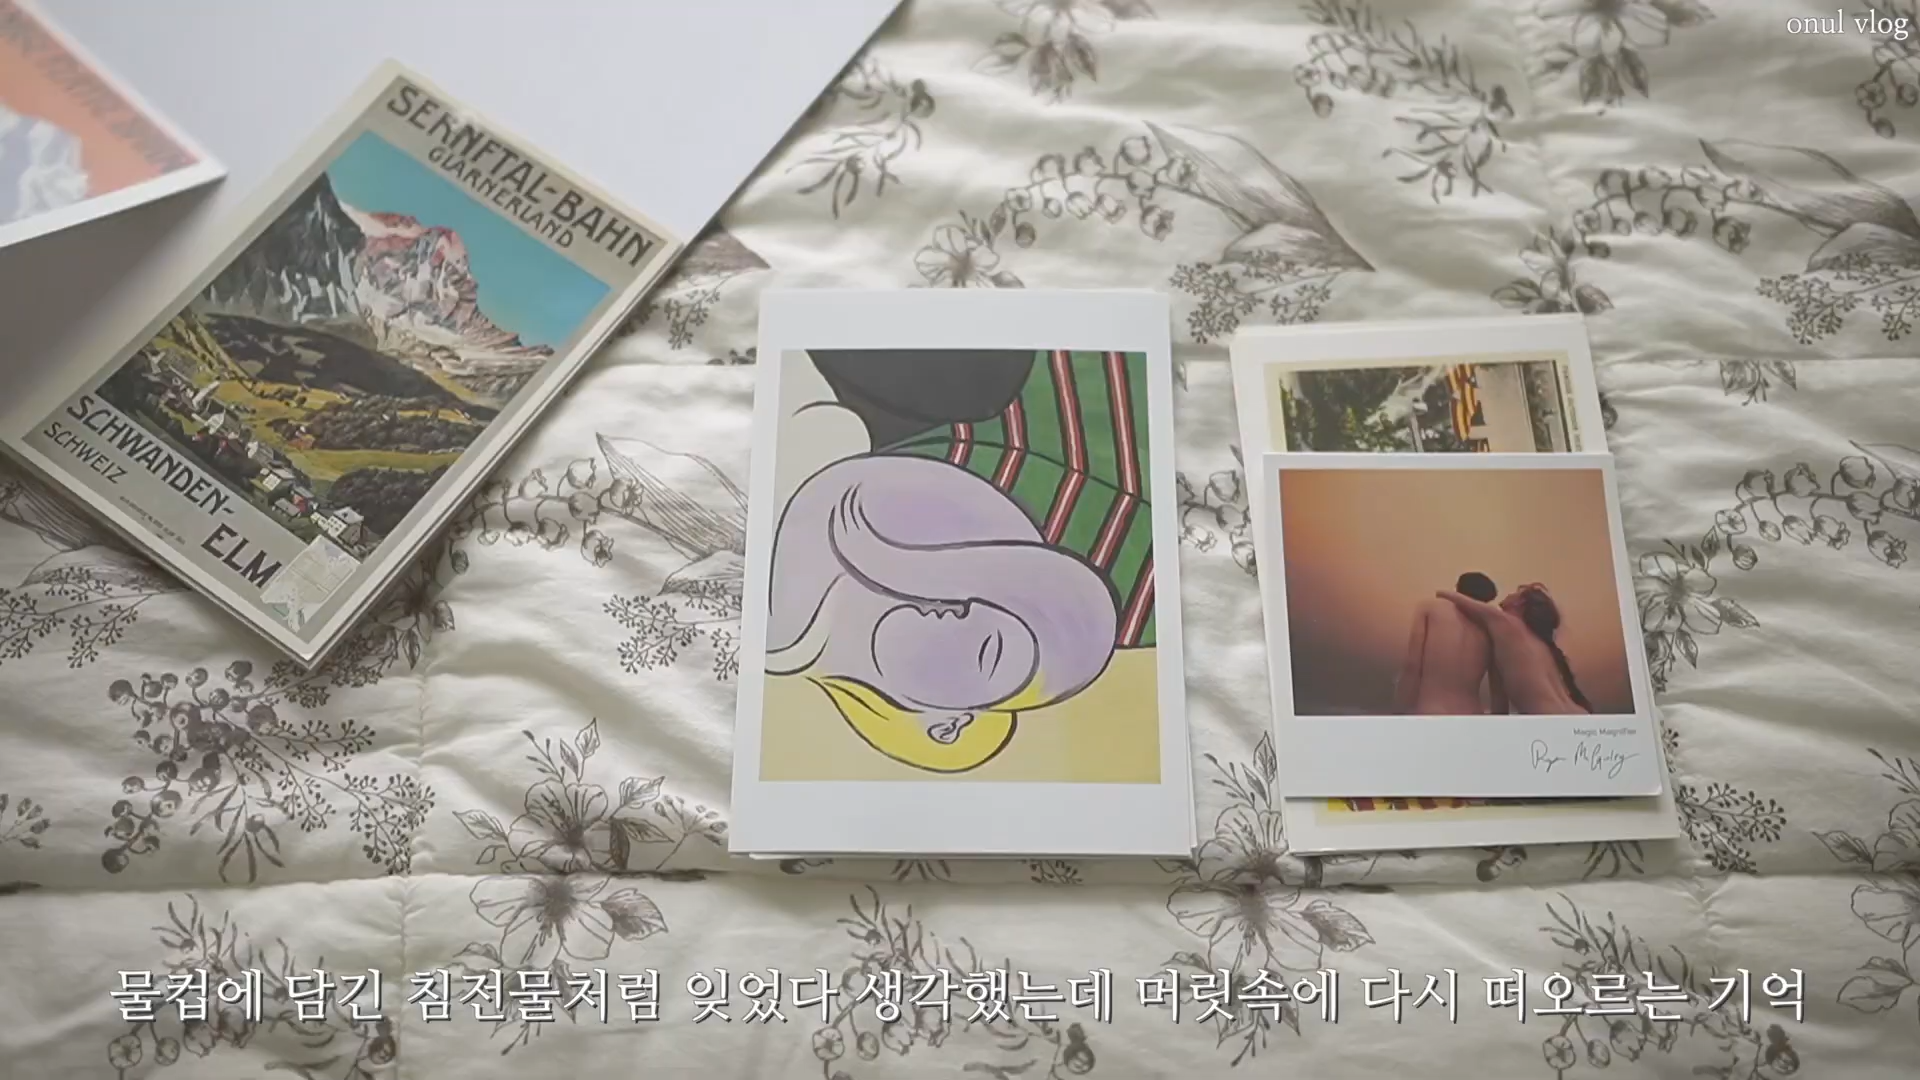 onul vlog
SERNFTAL-BAHN
GLARNERLAND
SCHWANDEN-
ELM
SCHWEIZ
Magic Magnifier
Ryan McGinley
물컵에 담긴 침전물처럼 잊었다 생각했는데 머릿속에 다시 떠오르는 기억